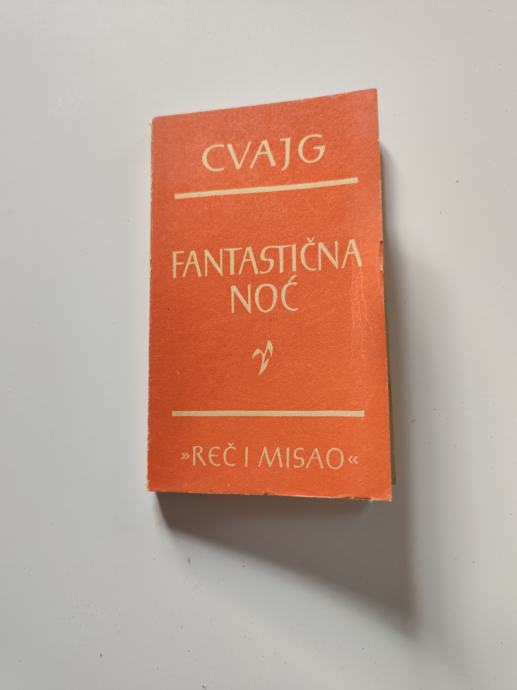 CVAJG
FANTASTIČNA
NOĆ
»REČ I MISAO«